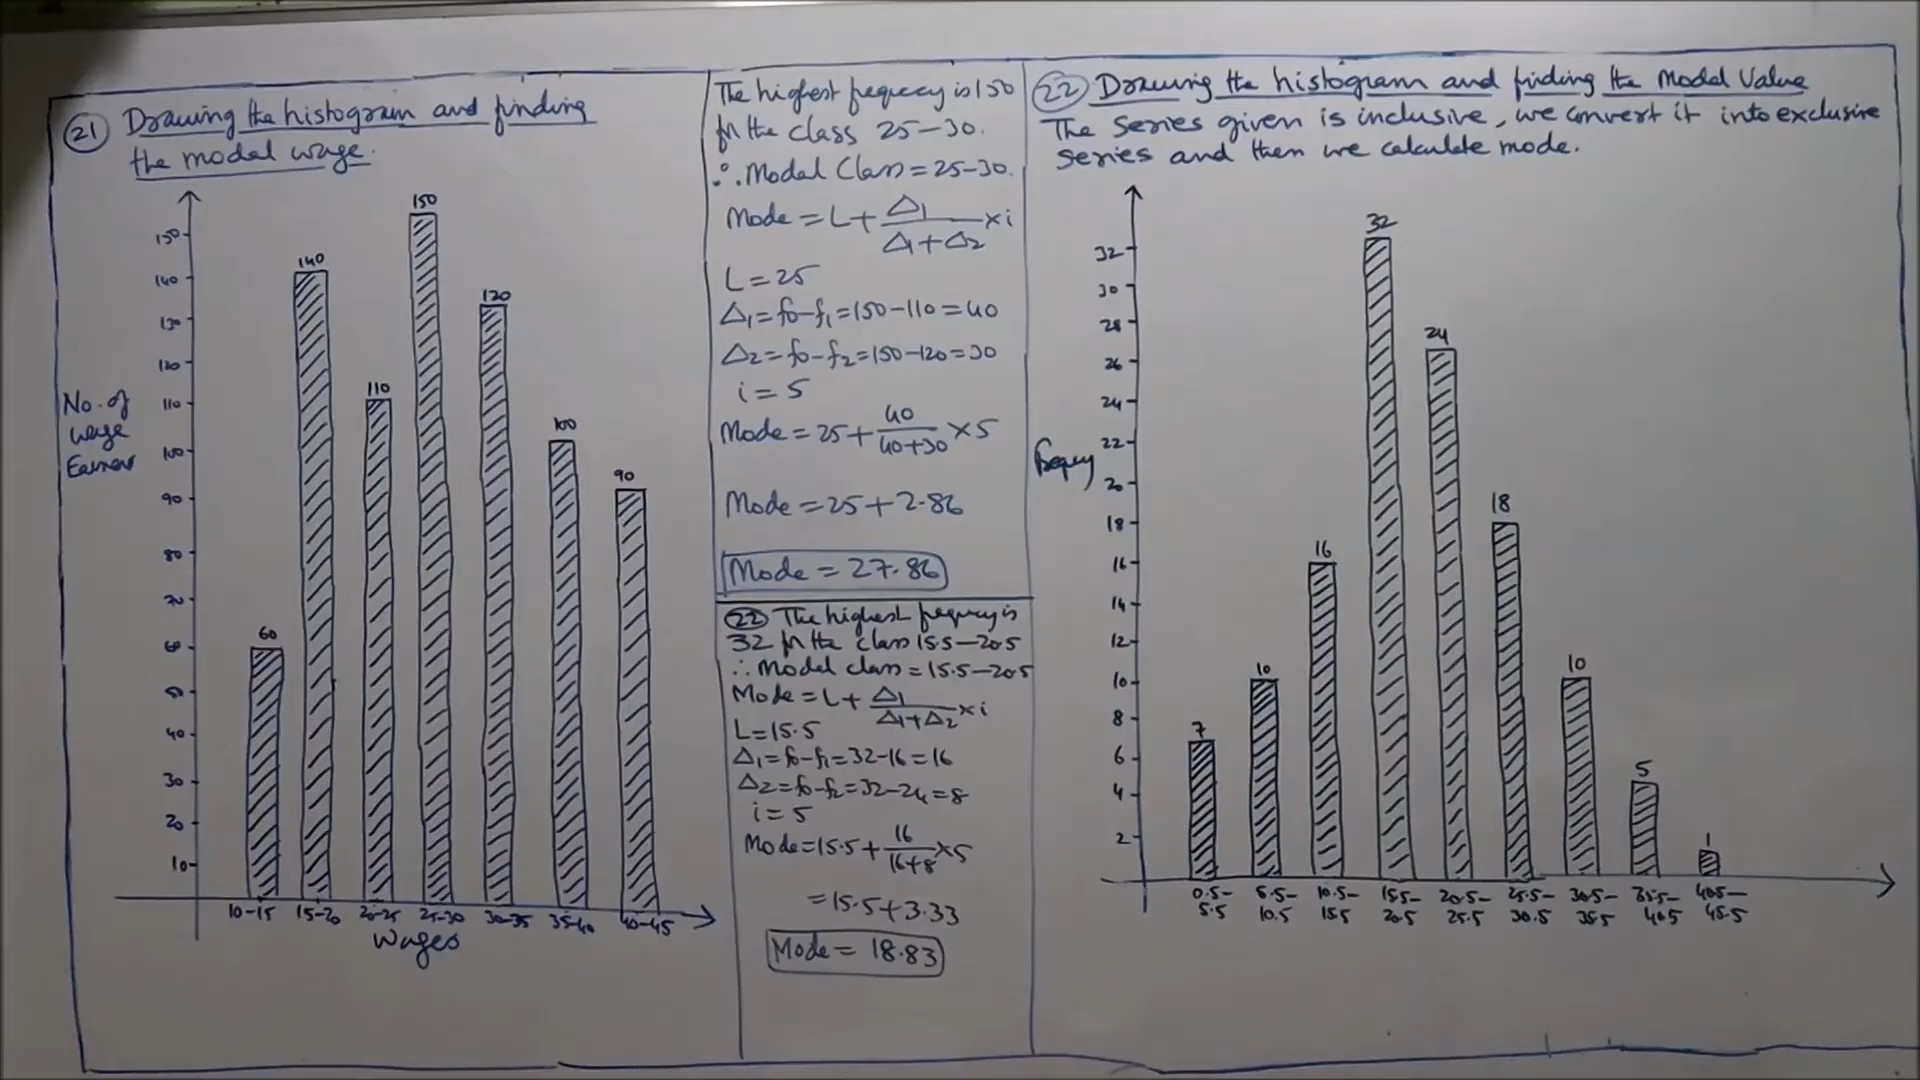 21 Drawing the histogram and finding
the modal wage.
150
140
110
150
120
100
90
60
150
140
130
120
110
100
90
80
70
60
50
40
30
20
10
No. of
wage
Earners
10-15 15-20 20-25 25-30 30-35 35-40 40-45
Wages
The highest freqency is 150
for the class 25-30.
∴ Modal Class = 25-30.
Mode = L + Δ1/Δ1+Δ2 × i
L = 25
Δ1 = f0-f1 = 150-110 = 40
Δ2 = f0-f2 = 150-120 = 30
i = 5
Mode = 25 + 40/40+30 × 5
Mode = 25 + 2.86
Mode = 27.86
22 The highest freqency is
32 for the class 15.5-20.5
∴ Modal class = 15.5-20.5
Mode = L + Δ1/Δ1+Δ2 × i
L = 15.5
Δ1 = f0-f1 = 32-16 = 16
Δ2 = f0-f2 = 32-24 = 8
i = 5
Mode = 15.5 + 16/16+8 × 5
= 15.5 + 3.33
Mode = 18.83
22 Drawing the histogram and finding the Modal Value
The series given is inclusive, we convert it into exclusive
series and then we calculate mode.
32
24
18
16
10
10
7
5
1
32
30
28
26
24
22
20
18
16
14
12
10
8
6
4
2
0.5- 5.5- 10.5- 15.5- 20.5- 25.5- 30.5- 35.5- 40.5-
5.5 10.5 15.5 20.5 25.5 30.5 35.5 40.5 45.5